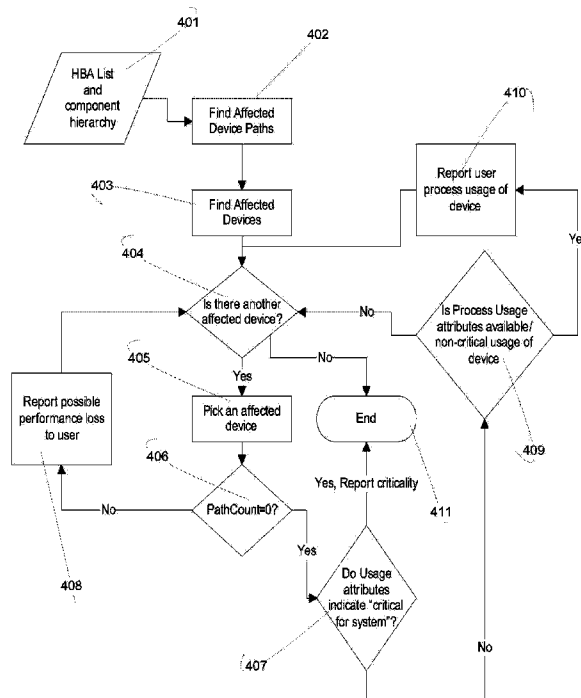 401
HBA List
and
component
hierarchy
402
Find Affected
Device Paths
403
Find Affected
Devices
410
Report user
process usage of
device
404
Is there another
affected device?
No
Is Process Usage
attributes available/
non-critical usage of
device
409
405
Yes
No
Pick an affected
device
End
411
Report possible
performance loss
to user
408
406
PathCount=0?
No
Yes
Yes, Report criticality
Do Usage
attributes
indicate "critical
for system"?
407
No